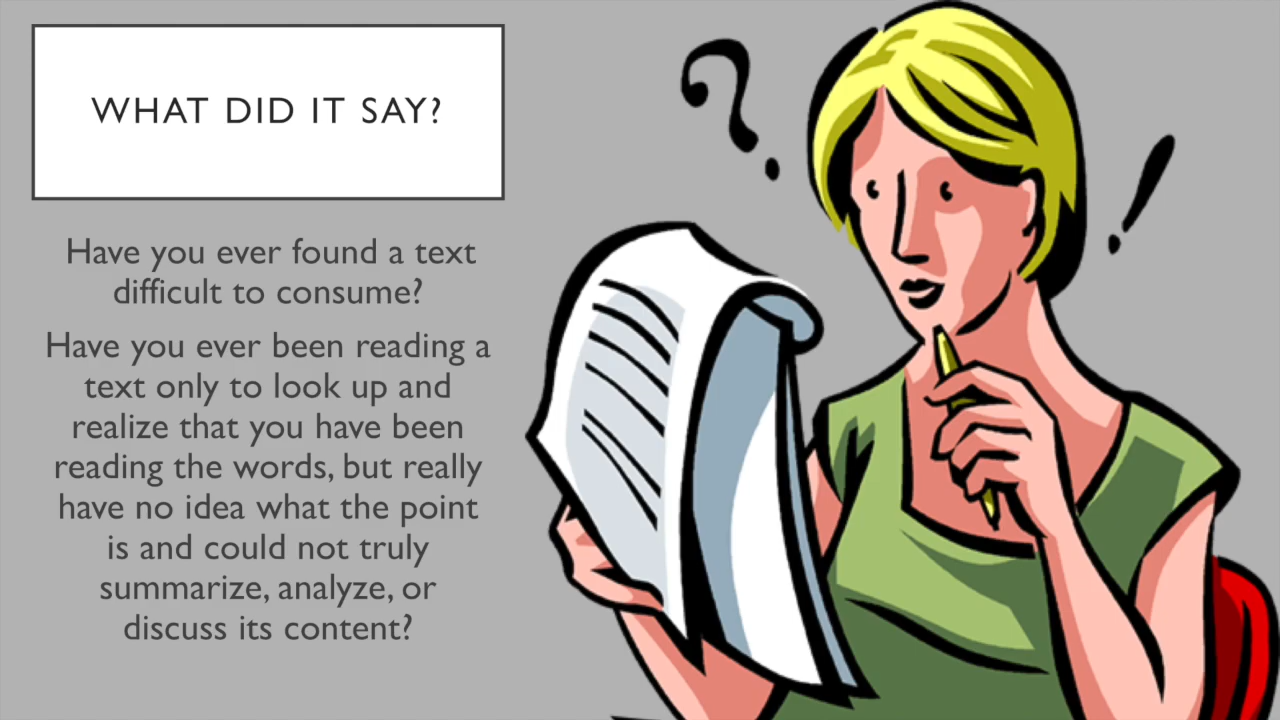 WHAT DID IT SAY?
Have you ever found a text
difficult to consume?
Have you ever been reading a
text only to look up and
realize that you have been
reading the words, but really
have no idea what the point
is and could not truly
summarize, analyze, or
discuss its content?